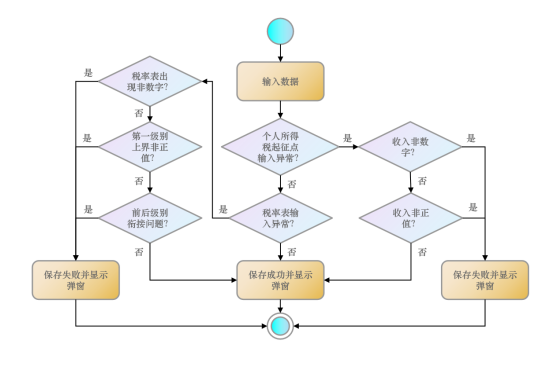 输入数据
税率表出
现非数字?
是
否
第一级别
上界非正
值?
是
否
前后级别
衔接问题?
是
否
个人所得
税起征点
输入异常?
是
否
税率表输
入异常?
是
否
收入非数
字?
是
否
收入非正
值?
是
否
保存失败并显示
弹窗
保存成功并显示
弹窗
保存失败并显示
弹窗